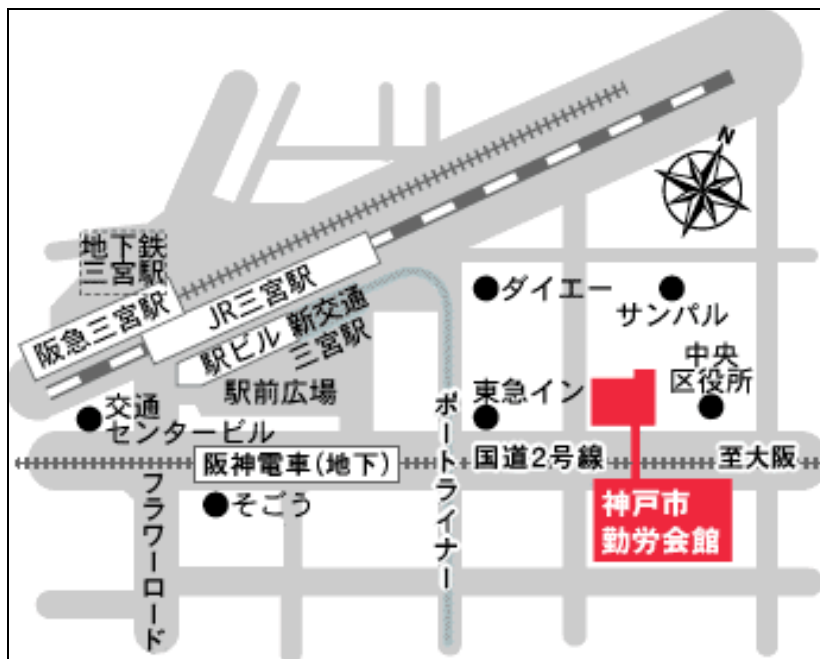 N
地下鉄
三宮駅
阪急三宮駅
JR三宮駅
駅ビル
新交通
三宮駅
駅前広場
ダイエー
サンパル
中央
区役所
東急イン
交通
センタービル
阪神電車(地下)
国道2号線
至大阪
そごう
フラワーロード
ポートライナー
神戸市
勤労会館